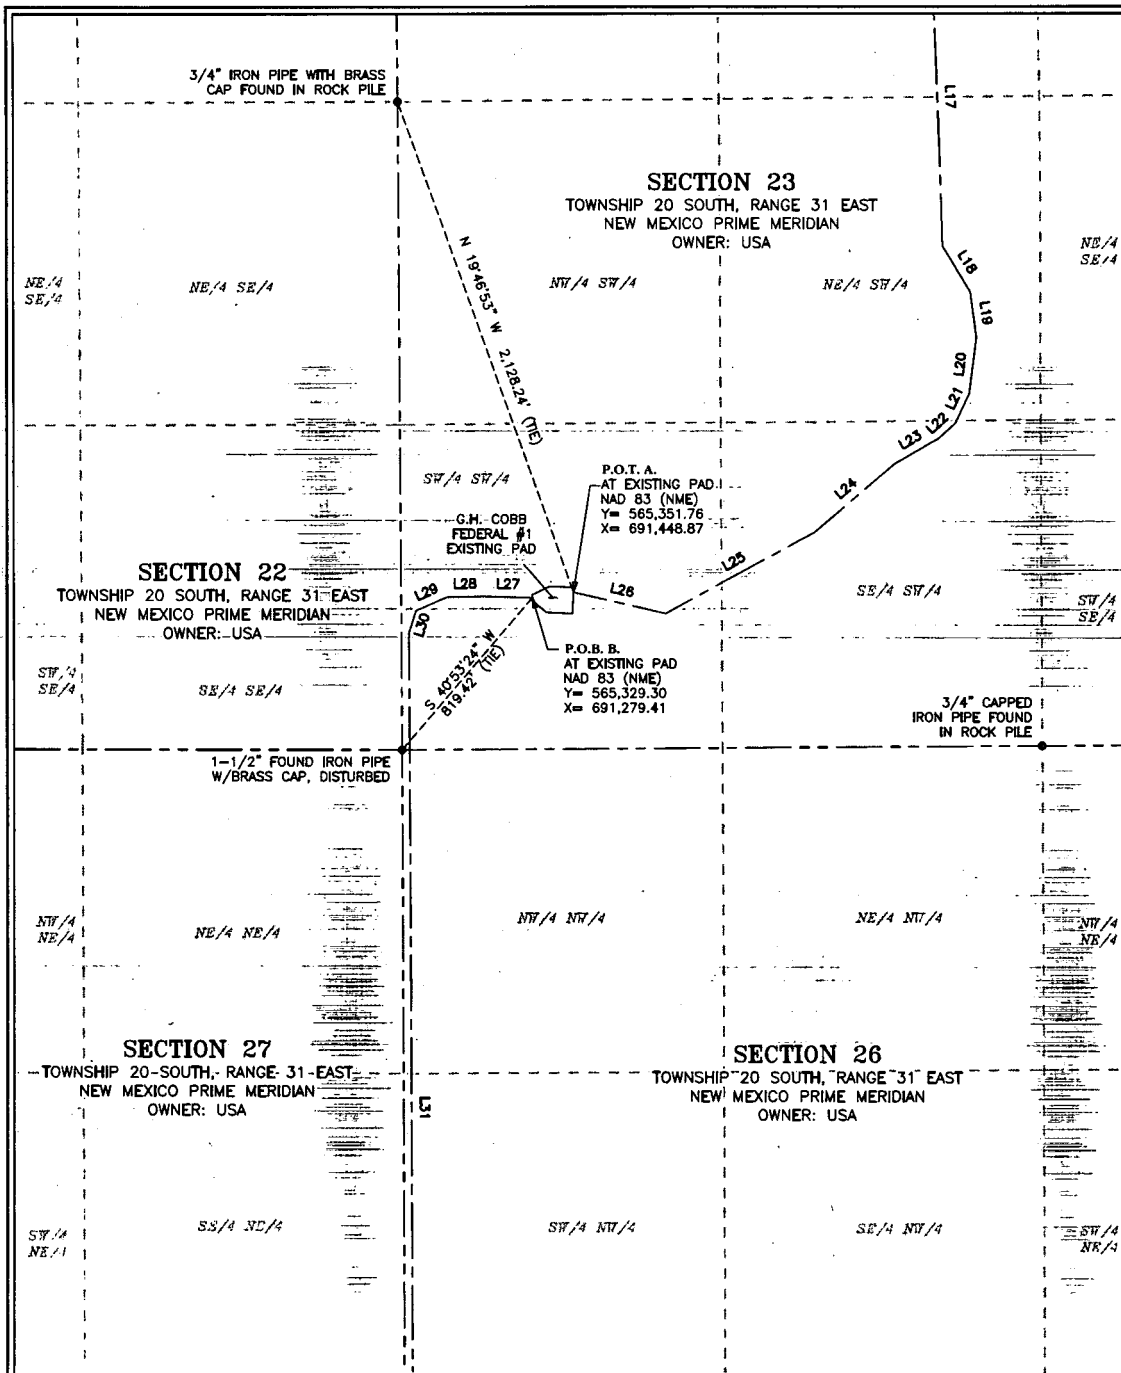 3/4" IRON PIPE WITH BRASS
CAP FOUND IN ROCK PILE
L17
SECTION 23
TOWNSHIP 20 SOUTH, RANGE 31 EAST
NEW MEXICO PRIME MERIDIAN
OWNER: USA
NE/4
SE/4
NE/4 SE/4
NW/4 SW/4
NE/4 SW/4
NE/4
SE/4
N 19°46'53" W 2,128.24' (TIE)
L18
L19
L20
L21
L22
L23
L24
L25
L26
SW/4 SW/4
P.O.T. A.
AT EXISTING PAD
NAD 83 (NME)
Y= 565,351.76
X= 691,448.87
G.H. COBB
FEDERAL #1
EXISTING PAD
SECTION 22
TOWNSHIP 20 SOUTH, RANGE 31 EAST
NEW MEXICO PRIME MERIDIAN
OWNER: USA
L27
L28
L29
L30
SE/4 SW/4
SW/4
SE/4
S 40°53'24" W
819.42' (TIE)
P.O.B. B.
AT EXISTING PAD
NAD 83 (NME)
Y= 565,329.30
X= 691,279.41
SW/4
SE/4
SE/4 SE/4
3/4" CAPPED
IRON PIPE FOUND
IN ROCK PILE
1-1/2" FOUND IRON PIPE
W/BRASS CAP, DISTURBED
NW/4
NE/4
NE/4 NE/4
NW/4 NW/4
NE/4 NW/4
NW/4
NE/4
SECTION 27
TOWNSHIP 20 SOUTH, RANGE 31 EAST
NEW MEXICO PRIME MERIDIAN
OWNER: USA
L31
SECTION 26
TOWNSHIP 20 SOUTH, RANGE 31 EAST
NEW MEXICO PRIME MERIDIAN
OWNER: USA
SW/4
NE/4
SE/4 NE/4
SW/4 NW/4
SE/4 NW/4
SW/4
NE/4